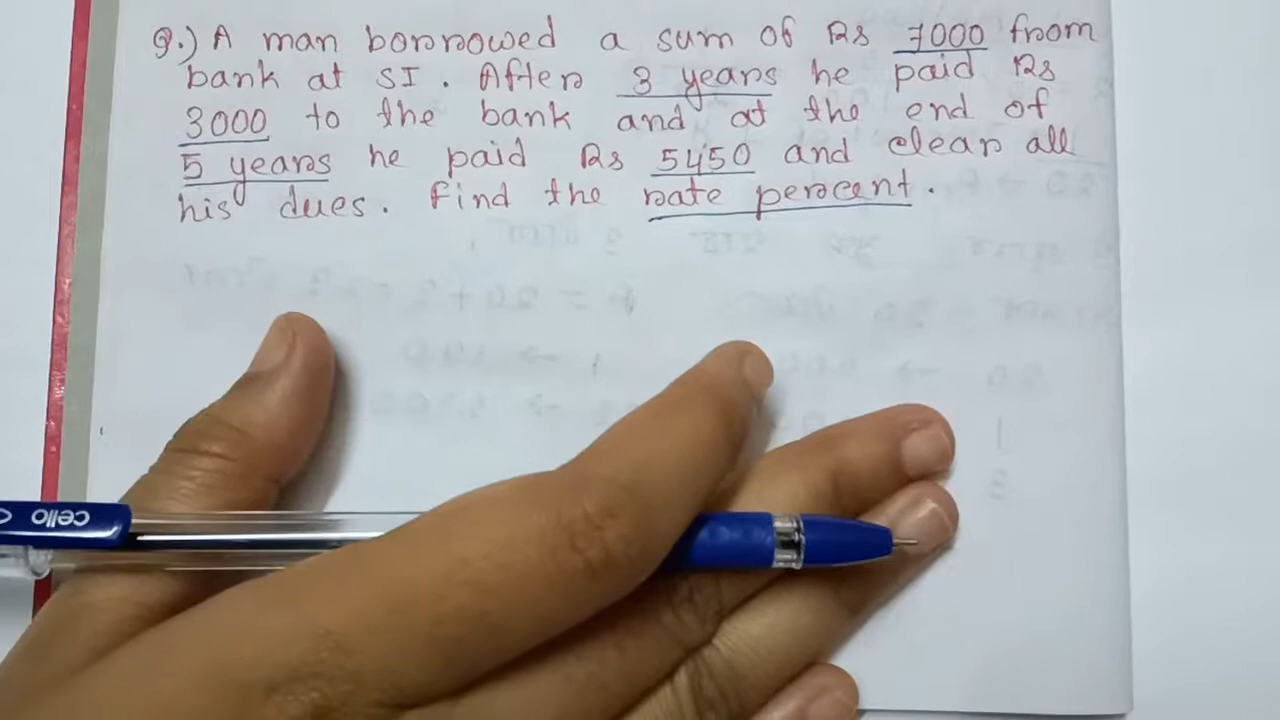 Q.) A man borrowed a sum of Rs 7000 from
bank at SI. After 3 years he paid Rs
3000 to the bank and at the end of
5 years he paid Rs 5450 and clear all
his dues. Find the rate percent.
cello